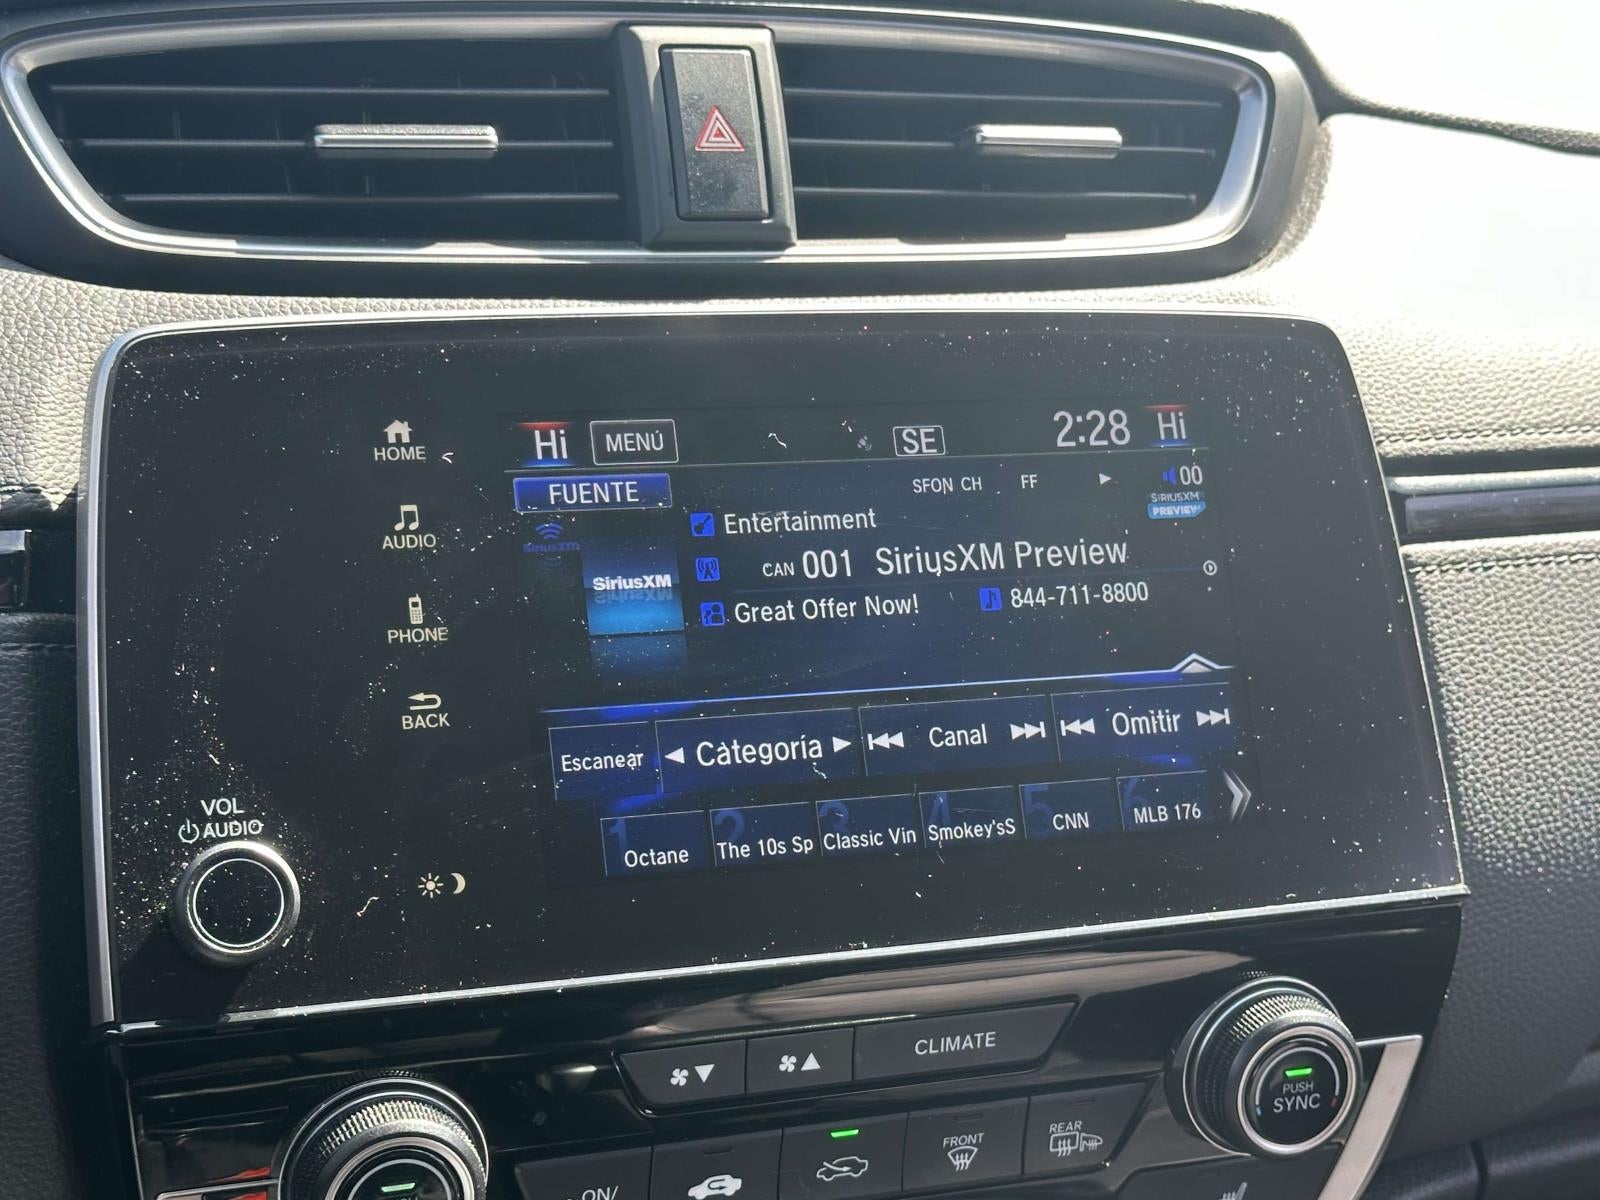 Hi MENÚ SE 2:28 Hi
HOME
FUENTE SFON CH FF 00
SIRIUSXM
PREVIEW
SiriusXM
Entertainment
AUDIO
SiriusXM
CAN 001 SiriusXM Preview
Great Offer Now! 844-711-8800
PHONE
BACK
Escanear Categoría Canal Omitir
1 Octane
2 The 10s Sp
3 Classic Vin
4 Smokey'sS
5 CNN
6 MLB 176
VOL
AUDIO
CLIMATE
PUSH
SYNC
FRONT
REAR
ON/